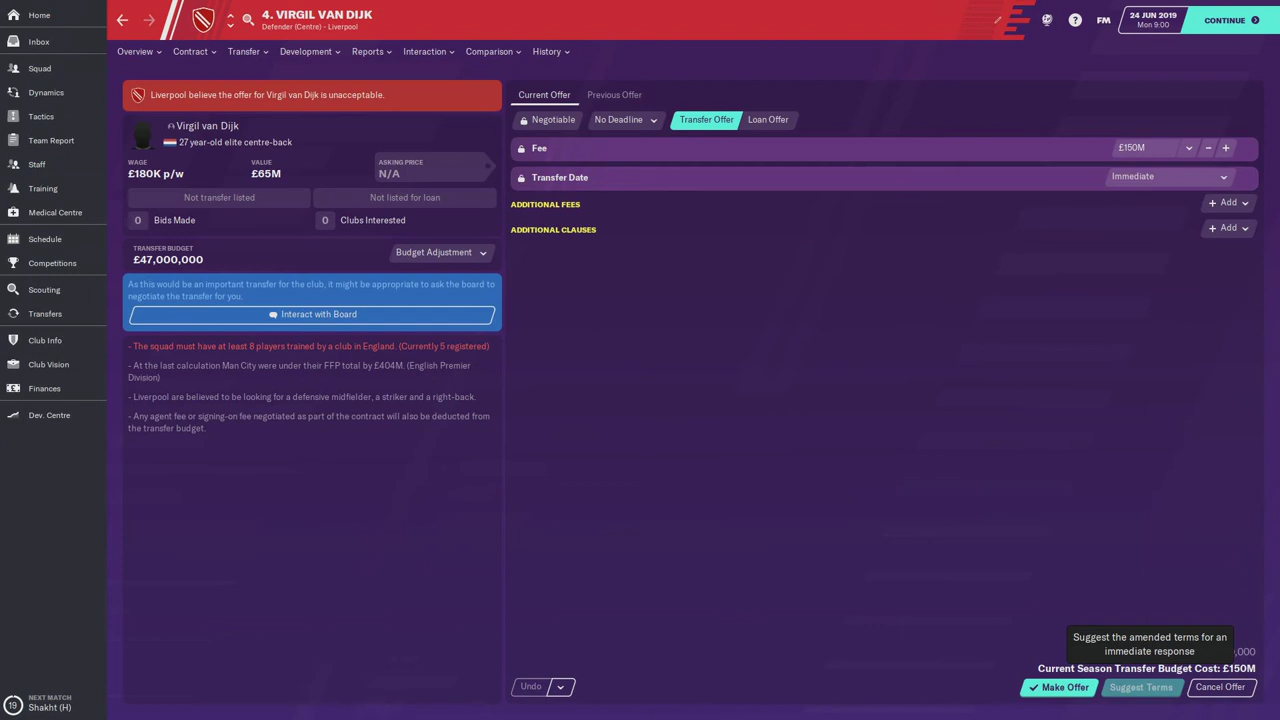 Home
Inbox
Squad
Dynamics
Tactics
Team Report
Staff
Training
Medical Centre
Schedule
Competitions
Scouting
Transfers
Club Info
Club Vision
Finances
Dev. Centre
19
NEXT MATCH
Shakht (H)
4. VIRGIL VAN DIJK
Defender (Centre) - Liverpool
?
FM
24 JUN 2019
Mon 9:00
CONTINUE
Overview
Contract
Transfer
Development
Reports
Interaction
Comparison
History
Liverpool believe the offer for Virgil van Dijk is unacceptable.
Virgil van Dijk
27 year-old elite centre-back
WAGE
£180K p/w
VALUE
£65M
ASKING PRICE
N/A
Not transfer listed
Not listed for loan
0 Bids Made
0 Clubs Interested
TRANSFER BUDGET
£47,000,000
Budget Adjustment
As this would be an important transfer for the club, it might be appropriate to ask the board to
negotiate the transfer for you.
Interact with Board
- The squad must have at least 8 players trained by a club in England. (Currently 5 registered)
- At the last calculation Man City were under their FFP total by £404M. (English Premier
Division)
- Liverpool are believed to be looking for a defensive midfielder, a striker and a right-back.
- Any agent fee or signing-on fee negotiated as part of the contract will also be deducted from
the transfer budget.
Current Offer
Previous Offer
Negotiable
No Deadline
Transfer Offer
Loan Offer
Fee
£150M
Transfer Date
Immediate
ADDITIONAL FEES
+ Add
ADDITIONAL CLAUSES
+ Add
Suggest the amended terms for an
immediate response
,000
Current Season Transfer Budget Cost: £150M
Undo
Make Offer
Suggest Terms
Cancel Offer